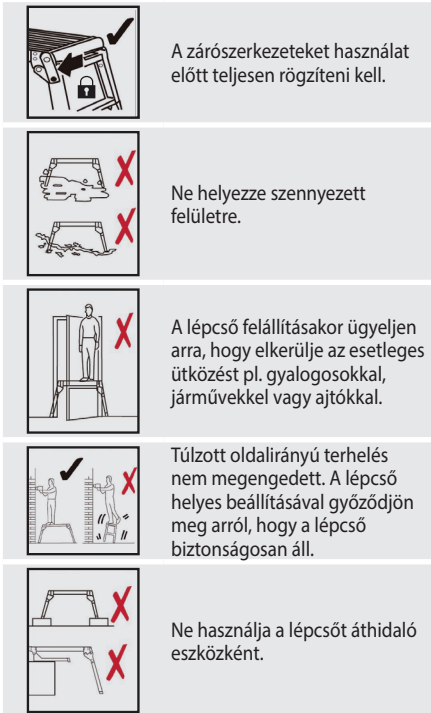 A zárószerkezeteket használat
előtt teljesen rögzíteni kell.
Ne helyezze szennyezett
felületre.
A lépcső felállításakor ügyeljen
arra, hogy elkerülje az esetleges
ütközést pl. gyalogosokkal,
járművekkel vagy ajtókkal.
Túlzott oldalirányú terhelés
nem megengedett. A lépcső
helyes beállításával győződjön
meg arról, hogy a lépcső
biztonságosan áll.
Ne használja a lépcsőt áthidaló
eszközként.